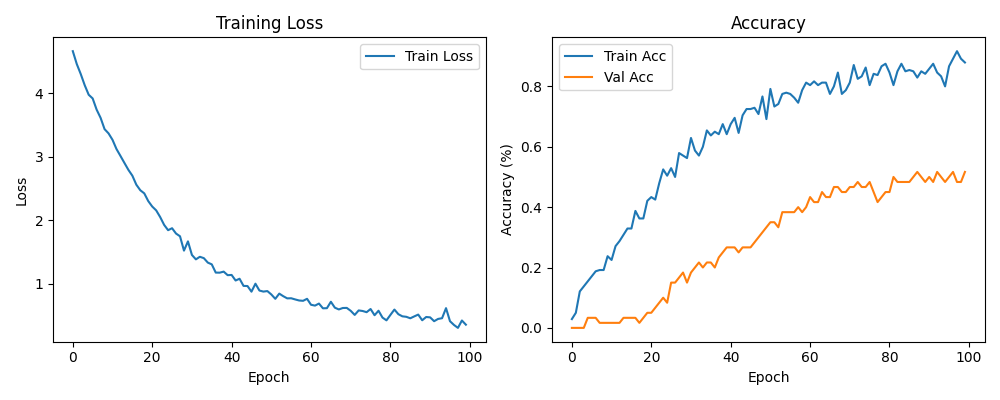 Training Loss
Train Loss
Loss
4
3
2
1
0
20
40
60
80
100
Epoch
Accuracy
Train Acc
Val Acc
Accuracy (%)
0.8
0.6
0.4
0.2
0.0
0
20
40
60
80
100
Epoch